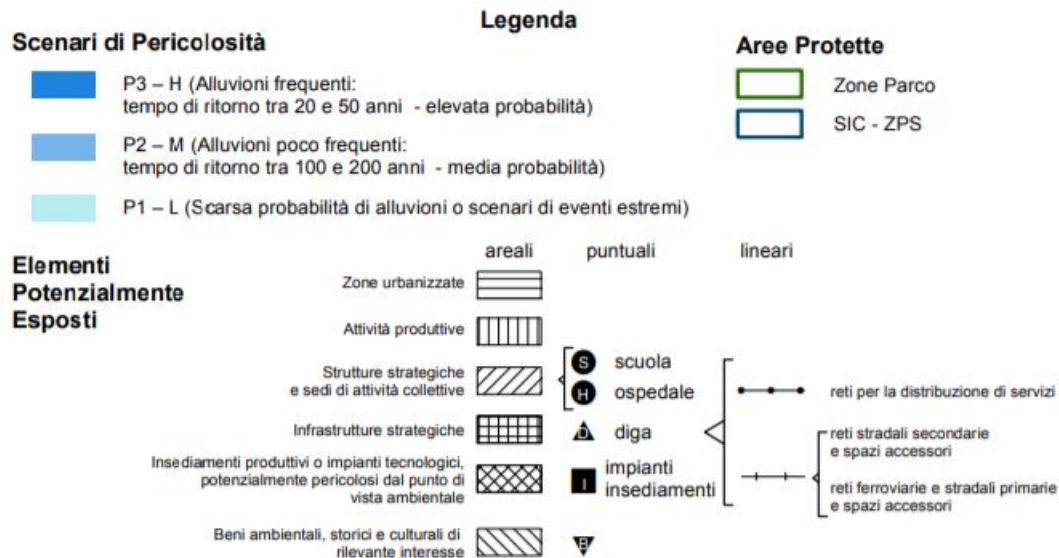 Legenda
Scenari di Pericolosità
P3 – H (Alluvioni frequenti:
tempo di ritorno tra 20 e 50 anni - elevata probabilità)
P2 – M (Alluvioni poco frequenti:
tempo di ritorno tra 100 e 200 anni - media probabilità)
P1 – L (Scarsa probabilità di alluvioni o scenari di eventi estremi)
Aree Protette
Zone Parco
SIC - ZPS
Elementi
Potenzialmente
Esposti
areali
puntuali
lineari
Zone urbanizzate
Attività produttive
Strutture strategiche
e sedi di attività collettive
S scuola
H ospedale
Infrastrutture strategiche
D diga
Insediamenti produttivi o impianti tecnologici,
potenzialmente pericolosi dal punto di
vista ambientale
I impianti
insediamenti
Beni ambientali, storici e culturali di
rilevante interesse
B
reti per la distribuzione di servizi
reti stradali secondarie
e spazi accessori
reti ferroviarie e stradali primarie
e spazi accessori